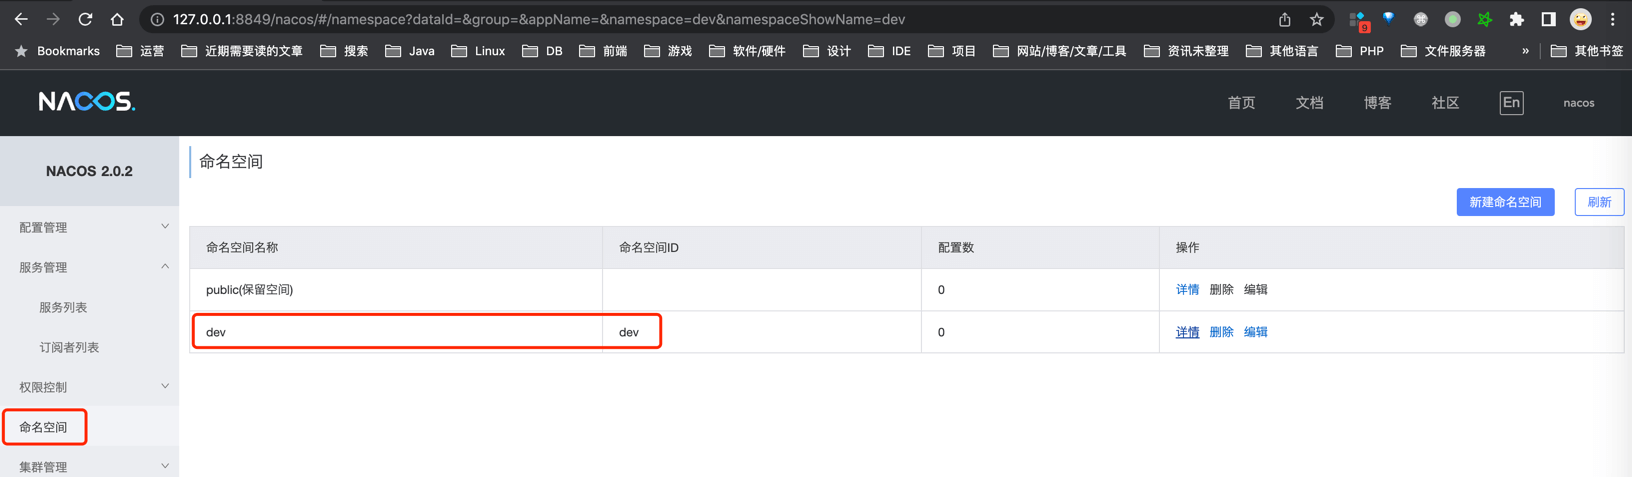 127.0.0.1:8849/nacos/#/namespace?dataId=&group=&appName=&namespace=dev&namespaceShowName=dev
9
Bookmarks 运营 近期需要读的文章 搜索 Java Linux DB 前端 游戏 软件/硬件 设计 IDE 项目 网站/博客/文章/工具 资讯未整理 其他语言 PHP 文件服务器 » 其他书签
NACOS. 首页 文档 博客 社区 En nacos
NACOS 2.0.2
配置管理
服务管理
服务列表
订阅者列表
权限控制
命名空间
集群管理
命名空间
新建命名空间 刷新
命名空间名称 命名空间ID 配置数 操作
public(保留空间) 0 详情 删除 编辑
dev dev 0 详情 删除 编辑